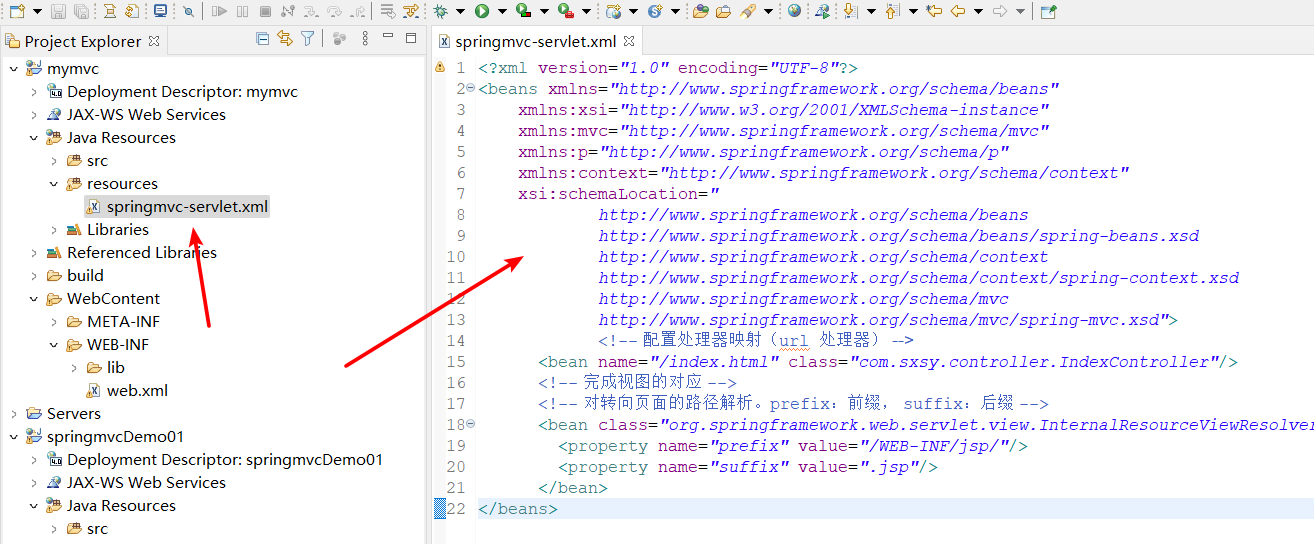 Project Explorer
mymvc
Deployment Descriptor: mymvc
JAX-WS Web Services
Java Resources
src
resources
springmvc-servlet.xml
Libraries
Referenced Libraries
build
WebContent
META-INF
WEB-INF
lib
web.xml
Servers
springmvcDemo01
Deployment Descriptor: springmvcDemo01
JAX-WS Web Services
Java Resources
src
springmvc-servlet.xml
1 <?xml version="1.0" encoding="UTF-8"?>
2 <beans xmlns="http://www.springframework.org/schema/beans"
3 xmlns:xsi="http://www.w3.org/2001/XMLSchema-instance"
4 xmlns:mvc="http://www.springframework.org/schema/mvc"
5 xmlns:p="http://www.springframework.org/schema/p"
6 xmlns:context="http://www.springframework.org/schema/context"
7 xsi:schemaLocation="
8 http://www.springframework.org/schema/beans
9 http://www.springframework.org/schema/beans/spring-beans.xsd
10 http://www.springframework.org/schema/context
11 http://www.springframework.org/schema/context/spring-context.xsd
12 http://www.springframework.org/schema/mvc
13 http://www.springframework.org/schema/mvc/spring-mvc.xsd">
14 <!-- 配置处理器映射（url 处理器） -->
15 <bean name="/index.html" class="com.sxsy.controller.IndexController"/>
16 <!-- 完成视图的对应 -->
17 <!-- 对转向页面的路径解析。prefix：前缀， suffix：后缀 -->
18 <bean class="org.springframework.web.servlet.view.InternalResourceViewResolver
19 <property name="prefix" value="/WEB-INF/jsp/"/>
20 <property name="suffix" value=".jsp"/>
21 </bean>
22 </beans>